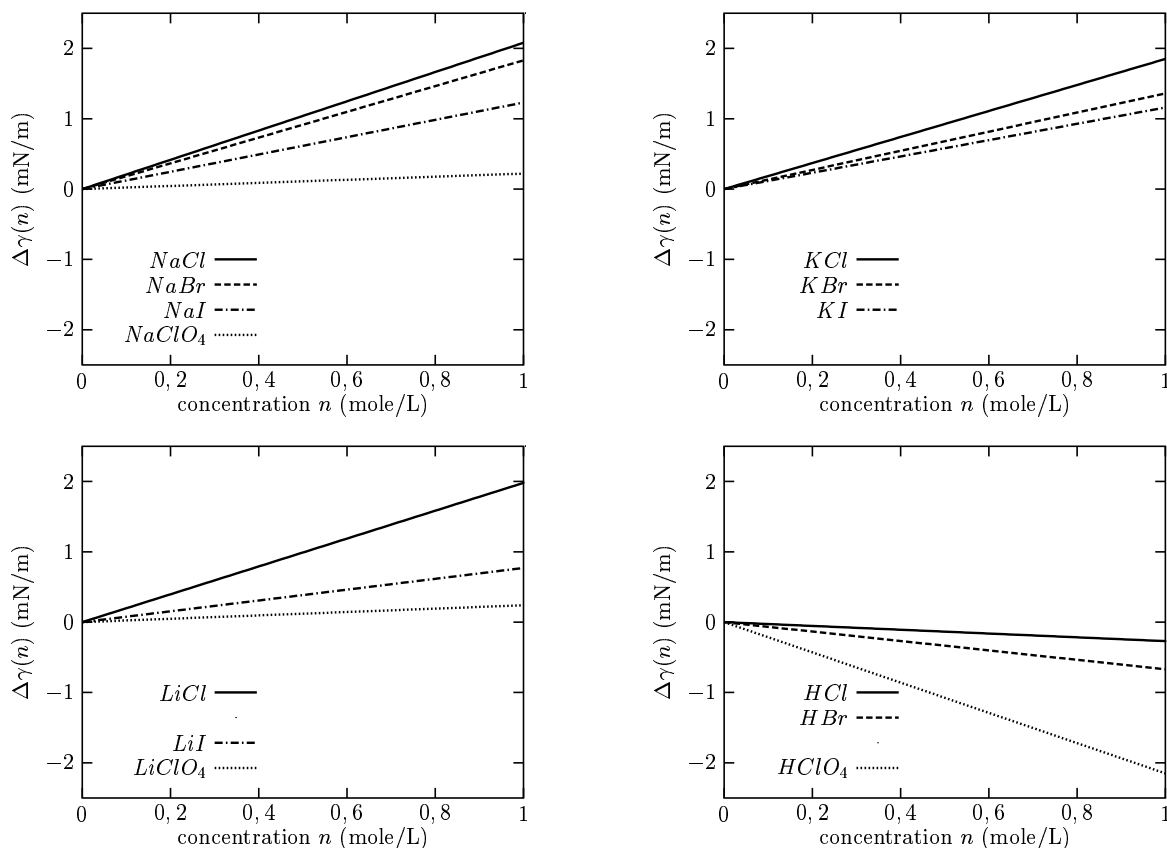 2
1
0
−1
−2
Δγ(n) (mN/m)
NaCl
NaBr
NaI
NaClO₄
0 0, 2 0, 4 0, 6 0, 8 1
concentration n (mole/L)
2
1
0
−1
−2
Δγ(n) (mN/m)
KCl
KBr
KI
0 0, 2 0, 4 0, 6 0, 8 1
concentration n (mole/L)
2
1
0
−1
−2
Δγ(n) (mN/m)
LiCl
LiI
LiClO₄
0 0, 2 0, 4 0, 6 0, 8 1
concentration n (mole/L)
2
1
0
−1
−2
Δγ(n) (mN/m)
HCl
HBr
HClO₄
0 0, 2 0, 4 0, 6 0, 8 1
concentration n (mole/L)